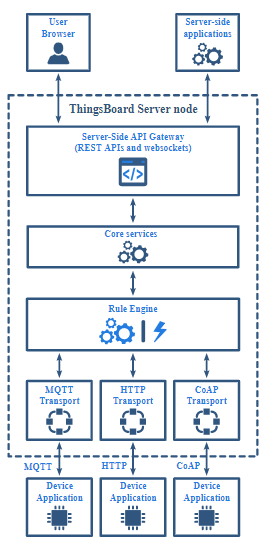 User
Browser
Server-side
applications
ThingsBoard Server node
Server-Side API Gateway
(REST APIs and websockets)
Core services
Rule Engine
MQTT
Transport
HTTP
Transport
CoAP
Transport
MQTT
HTTP
CoAP
Device
Application
Device
Application
Device
Application